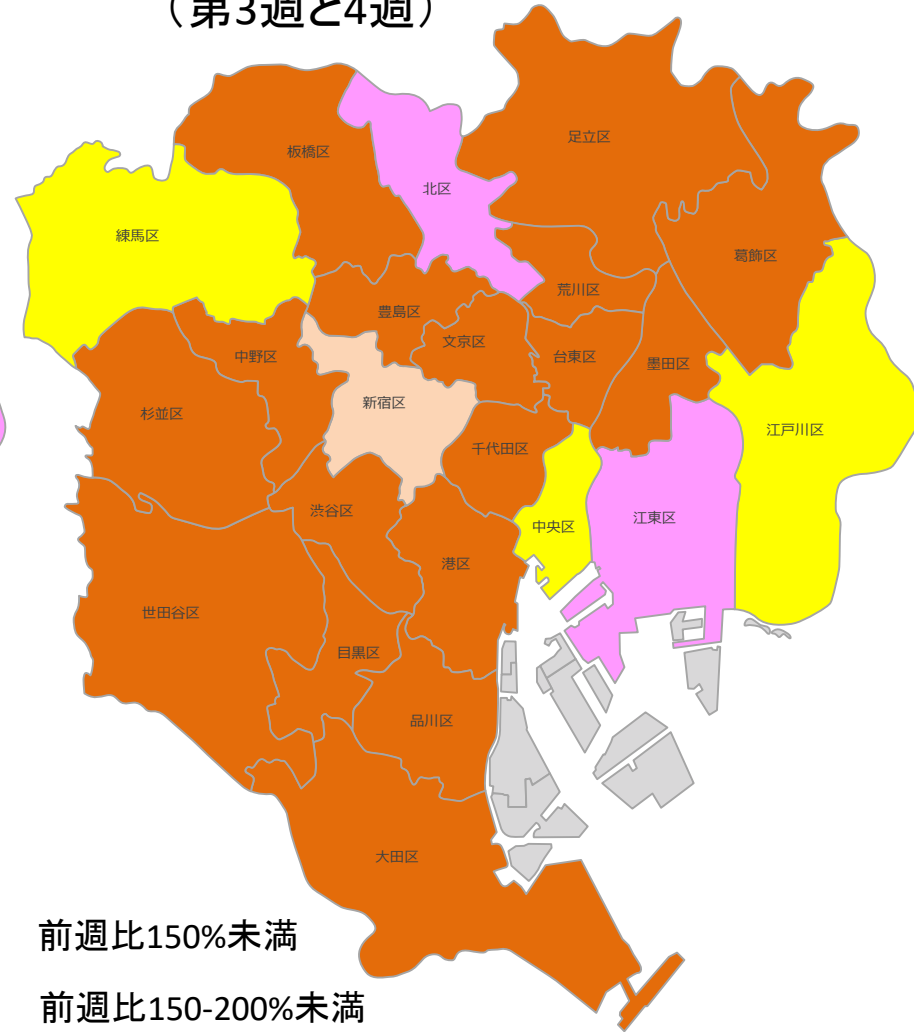 （第3週と4週）
足立区
板橋区
北区
練馬区
葛飾区
荒川区
豊島区
文京区
台東区
中野区
墨田区
新宿区
杉並区
江戸川区
千代田区
渋谷区
江東区
中央区
港区
世田谷区
目黒区
品川区
大田区
前週比150%未満
前週比150-200%未満